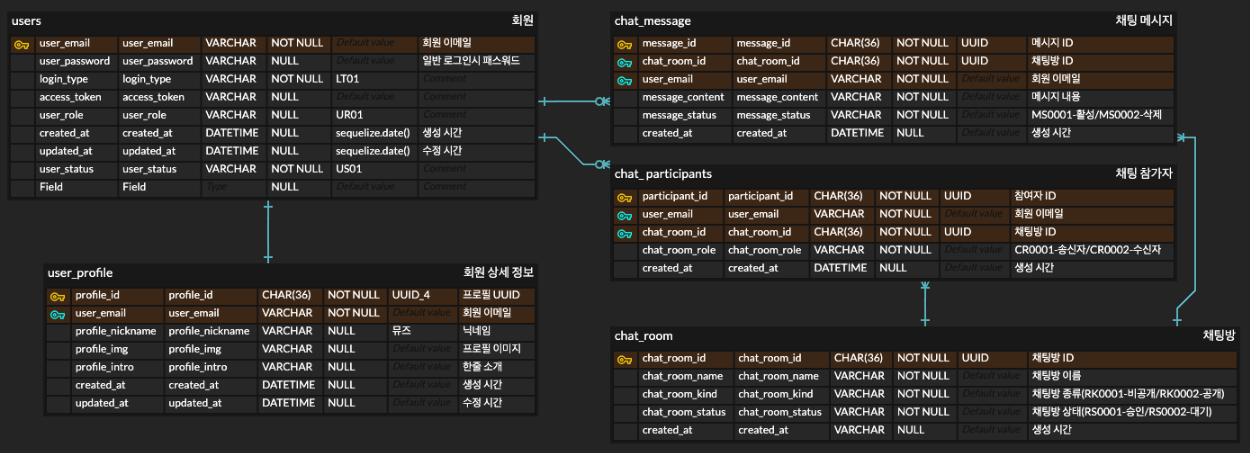 users 회원
user_email user_email VARCHAR NOT NULL Default value 회원 이메일
user_password user_password VARCHAR NULL Default value 일반 로그인시 패스워드
login_type login_type VARCHAR NOT NULL LT01 Comment
access_token access_token VARCHAR NULL Default value Comment
user_role user_role VARCHAR NULL UR01 Comment
created_at created_at DATETIME NULL sequelize.date() 생성 시간
updated_at updated_at DATETIME NULL sequelize.date() 수정 시간
user_status user_status VARCHAR NOT NULL US01 Comment
Field Field Type NULL Default value Comment
user_profile 회원 상세 정보
profile_id profile_id CHAR(36) NOT NULL UUID_4 프로필 UUID
user_email user_email VARCHAR NOT NULL Default value 회원 이메일
profile_nickname profile_nickname VARCHAR NULL 뮤즈 닉네임
profile_img profile_img VARCHAR NULL Default value 프로필 이미지
profile_intro profile_intro VARCHAR NULL Default value 한줄 소개
created_at created_at DATETIME NULL Default value 생성 시간
updated_at updated_at DATETIME NULL Default value 수정 시간
chat_message 채팅 메시지
message_id message_id CHAR(36) NOT NULL UUID 메시지 ID
chat_room_id chat_room_id CHAR(36) NOT NULL UUID 채팅방 ID
user_email user_email VARCHAR NOT NULL Default value 회원 이메일
message_content message_content VARCHAR NOT NULL Default value 메시지 내용
message_status message_status VARCHAR NOT NULL Default value MS0001-활성/MS0002-삭제
created_at created_at DATETIME NULL Default value 생성 시간
chat_participants 채팅 참가자
participant_id participant_id CHAR(36) NOT NULL UUID 참여자 ID
user_email user_email VARCHAR NOT NULL Default value 회원 이메일
chat_room_id chat_room_id CHAR(36) NOT NULL UUID 채팅방 ID
chat_room_role chat_room_role VARCHAR NOT NULL Default value CR0001-송신자/CR0002-수신자
created_at created_at DATETIME NULL Default value 생성 시간
chat_room 채팅방
chat_room_id chat_room_id CHAR(36) NOT NULL UUID 채팅방 ID
chat_room_name chat_room_name VARCHAR NOT NULL Default value 채팅방 이름
chat_room_kind chat_room_kind VARCHAR NOT NULL Default value 채팅방 종류(RK0001-비공개/RK0002-공개)
chat_room_status chat_room_status VARCHAR NOT NULL Default value 채팅방 상태(RS0001-승인/RS0002-대기)
created_at created_at VARCHAR NULL Default value 생성 시간